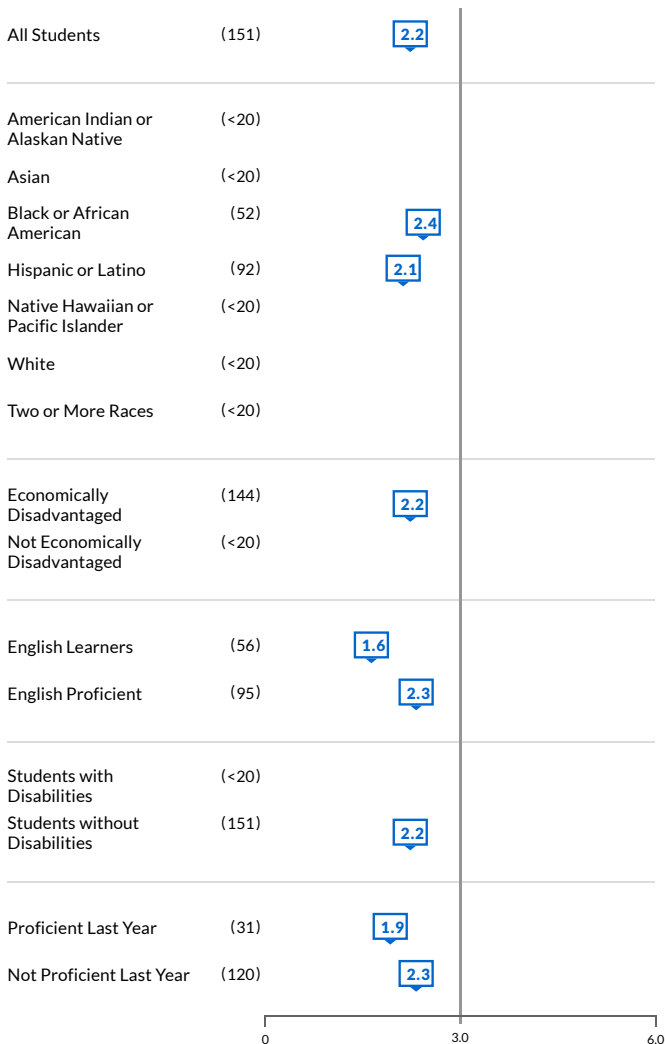 All Students (151) 2.2
American Indian or (<20)
Alaskan Native
Asian (<20)
Black or African (52) 2.4
American
Hispanic or Latino (92) 2.1
Native Hawaiian or (<20)
Pacific Islander
White (<20)
Two or More Races (<20)
Economically (144) 2.2
Disadvantaged
Not Economically (<20)
Disadvantaged
English Learners (56) 1.6
English Proficient (95) 2.3
Students with (<20)
Disabilities
Students without (151) 2.2
Disabilities
Proficient Last Year (31) 1.9
Not Proficient Last Year (120) 2.3
0 3.0 6.0